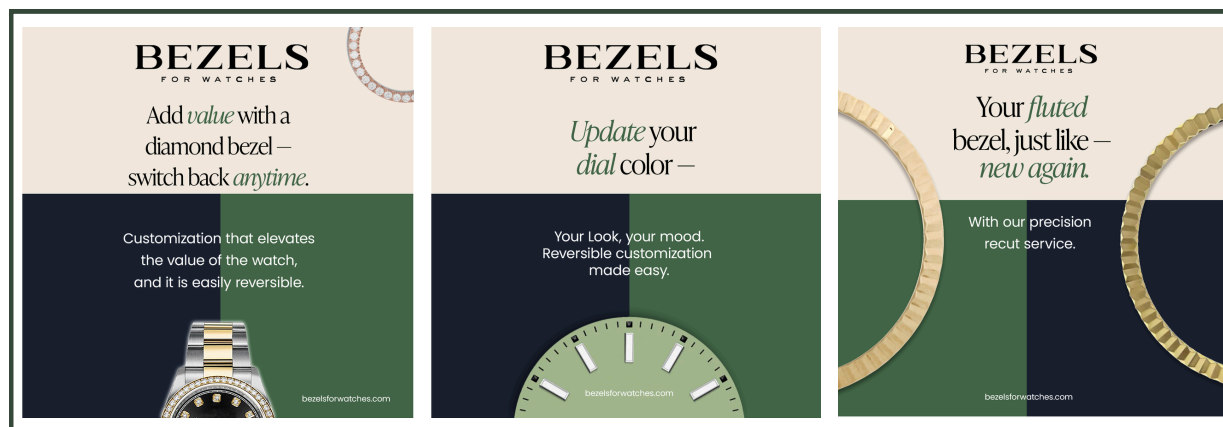 BEZELS
FOR WATCHES
Add value with a
diamond bezel —
switch back anytime.
Customization that elevates
the value of the watch,
and it is easily reversible.
bezelsforwatches.com
BEZELS
FOR WATCHES
Update your
dial color —
Your Look, your mood.
Reversible customization
made easy.
bezelsforwatches.com
BEZELS
FOR WATCHES
Your fluted
bezel, just like —
new again.
With our precision
recut service.
bezelsforwatches.com